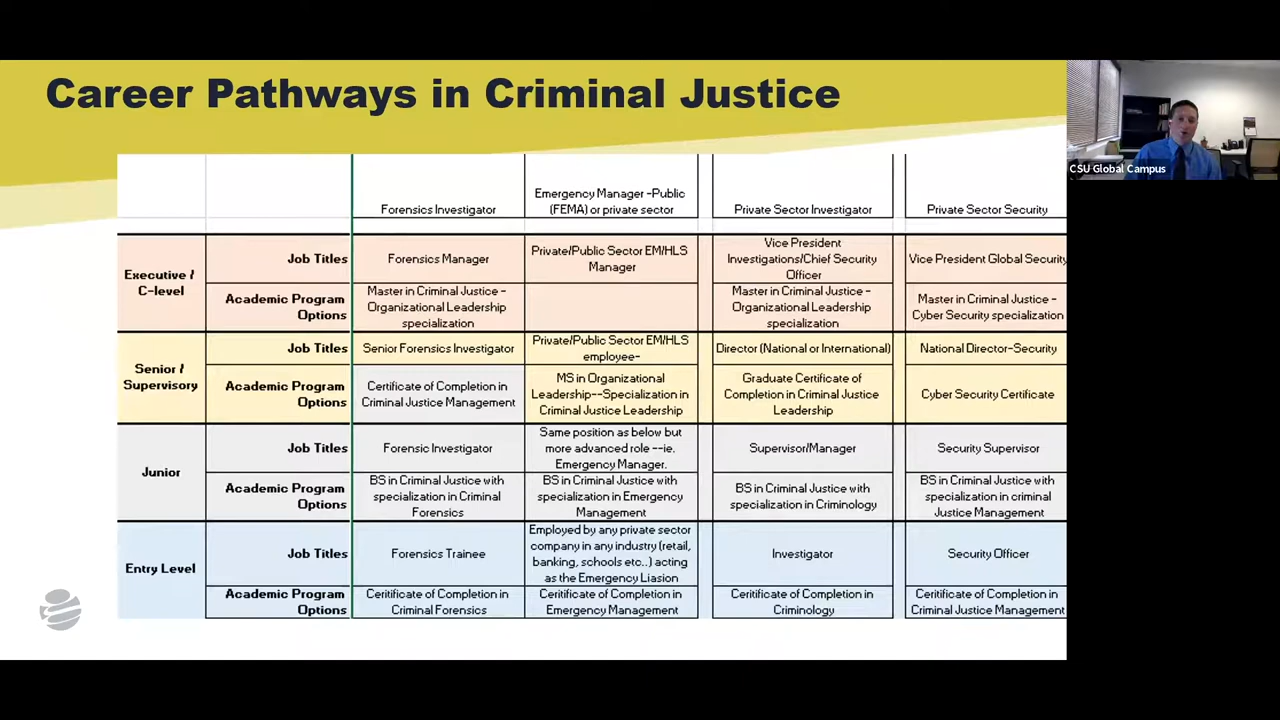 Career Pathways in Criminal Justice
CSU Global Campus
Forensics Investigator
Emergency Manager -Public
(FEMA) or private sector
Private Sector Investigator
Private Sector Security
Executive /
C-level
Job Titles
Forensics Manager
Private/Public Sector EM/HLS
Manager
Vice President
Investigations/Chief Security
Officer
Vice President Global Security
Academic Program
Options
Master in Criminal Justice -
Organizational Leadership
specialization
Master in Criminal Justice -
Organizational Leadership
specialization
Master in Criminal Justice -
Cyber Security specialization
Senior /
Supervisory
Job Titles
Senior Forensics Investigator
Private/Public Sector EM/HLS
employee-
Director (National or International)
National Director-Security
Academic Program
Options
Certificate of Completion in
Criminal Justice Management
MS in Organizational
Leadership--Specialization in
Criminal Justice Leadership
Graduate Certificate of
Completion in Criminal Justice
Leadership
Cyber Security Certificate
Junior
Job Titles
Forensic Investigator
Same position as below but
more advanced role --ie.
Emergency Manager.
Supervisor/Manager
Security Supervisor
Academic Program
Options
BS in Criminal Justice with
specialization in Criminal
Forensics
BS in Criminal Justice with
specialization in Emergency
Management
BS in Criminal Justice with
specialization in Criminology
BS in Criminal Justice with
specialization in criminal
Justice Management
Entry Level
Job Titles
Forensics Trainee
Employed by any private sector
company in any industry (retail,
banking, schools etc..) acting
as the Emergency Liasion
Investigator
Security Officer
Academic Program
Options
Ceritificate of Completion in
Criminal Forensics
Ceritificate of Completion in
Emergency Management
Ceritificate of Completion in
Criminology
Certificate of Completion in
Criminal Justice Management